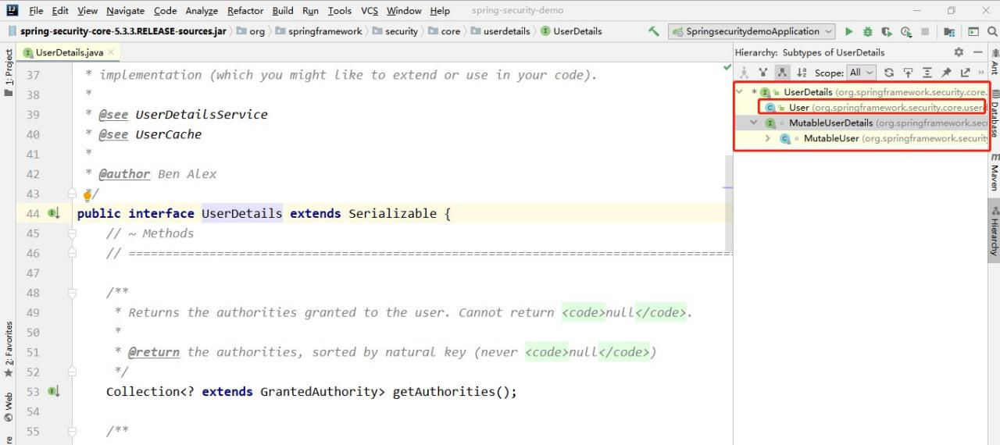 File Edit View Navigate Code Analyze Refactor Build Run Tools VCS Window Help spring-security-demo
spring-security-core-5.3.3.RELEASE-sources.jar org springframework security core userdetails UserDetails SpringsecuritydemoApplication
1: Project
UserDetails.java
37 * implementation (which you might like to extend or use in your code).
38 *
39 * @see UserDetailsService
40 * @see UserCache
41 *
42 * @author Ben Alex
43 */
44 public interface UserDetails extends Serializable {
45 // ~ Methods
46 // ===================================================================================
47
48 /**
49 * Returns the authorities granted to the user. Cannot return <code>null</code>.
50 *
51 * @return the authorities, sorted by natural key (never <code>null</code>)
52 */
53 Collection<? extends GrantedAuthority> getAuthorities();
54
55 /**
2: Favorites
Web
re
Hierarchy: Subtypes of UserDetails
Scope: All
* UserDetails (org.springframework.security.core.
User (org.springframework.security.core.userd
MutableUserDetails (org.springframework.sec
MutableUser (org.springframework.security
Ant
Database
Maven
Hierarchy